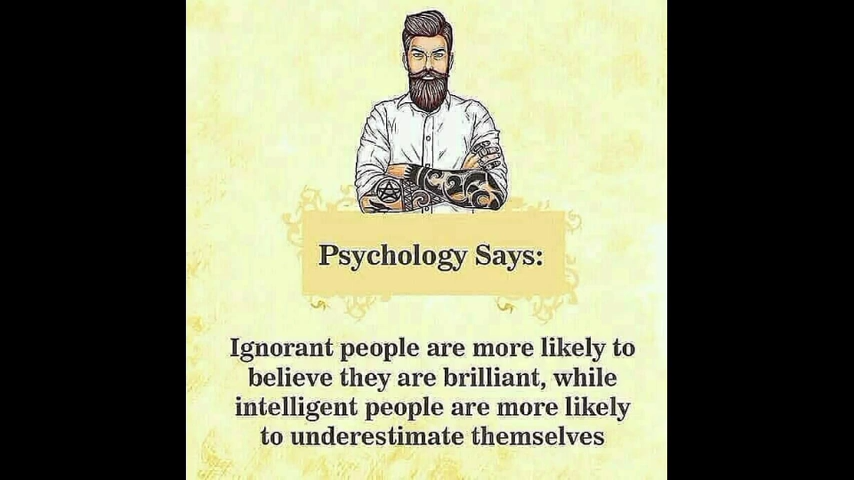 Psychology Says:
Ignorant people are more likely to
believe they are brilliant, while
intelligent people are more likely
to underestimate themselves